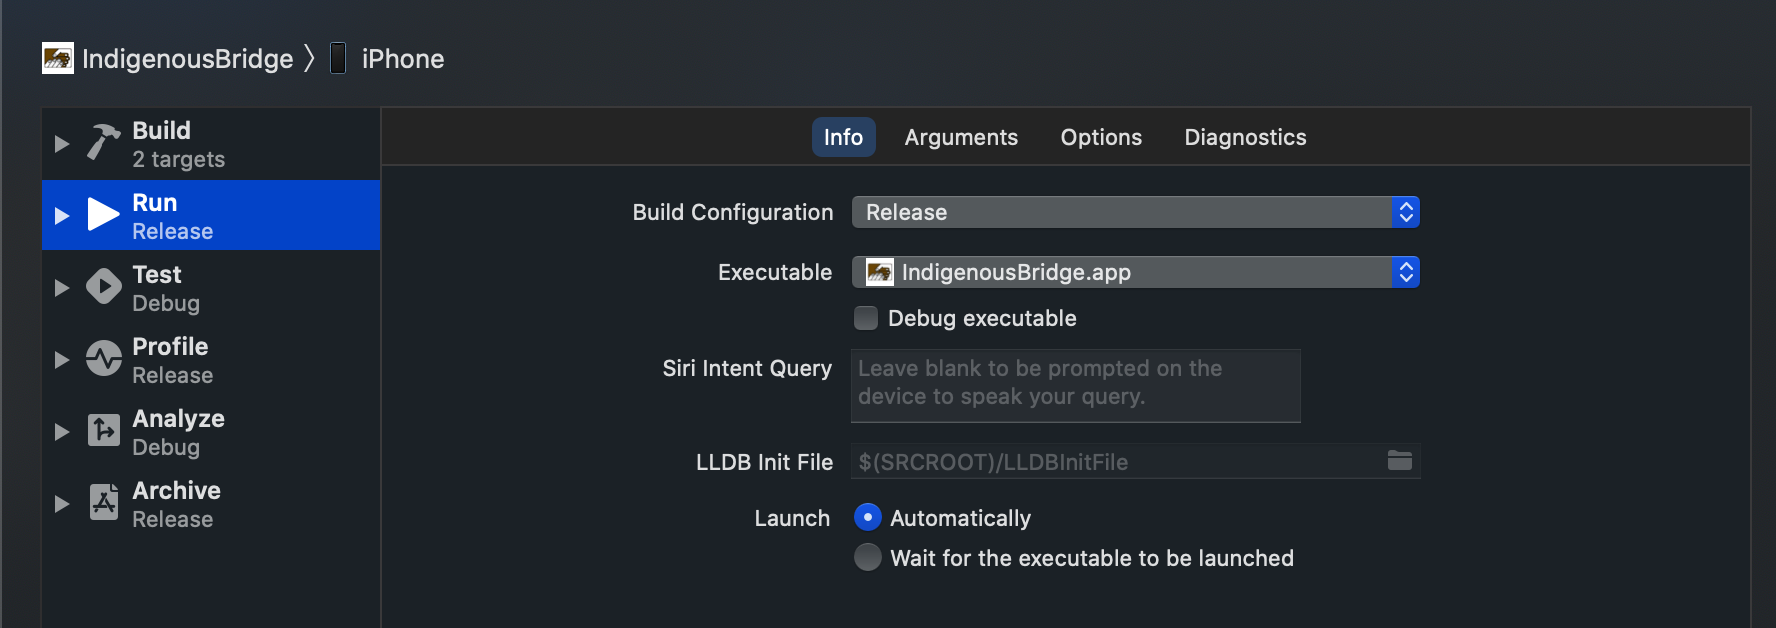 IndigenousBridge 〉 iPhone
Build
2 targets
Run
Release
Test
Debug
Profile
Release
Analyze
Debug
Archive
Release
Info Arguments Options Diagnostics
Build Configuration Release
Executable IndigenousBridge.app
Debug executable
Siri Intent Query Leave blank to be prompted on the
device to speak your query.
LLDB Init File $(SRCROOT)/LLDBInitFile
Launch Automatically
Wait for the executable to be launched